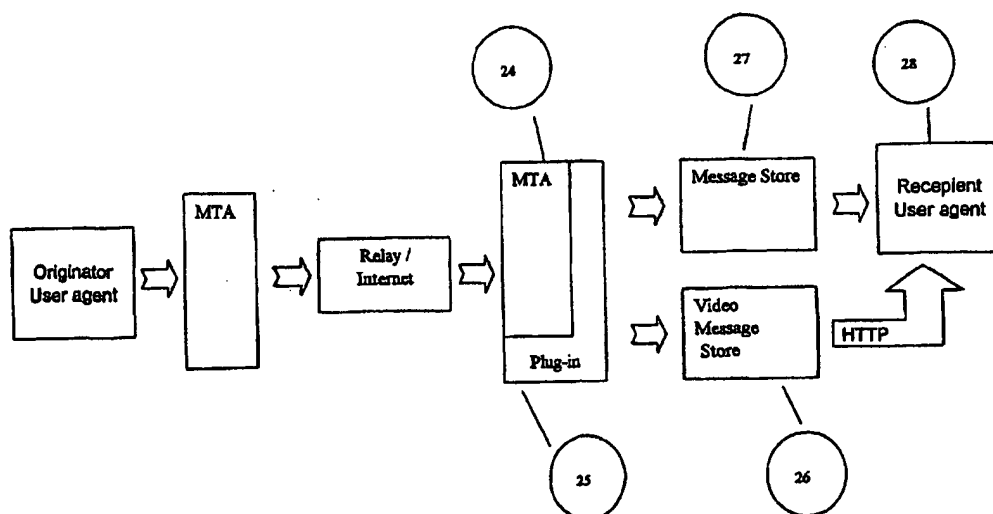 24
27
28
MTA
MTA
Message Store
Recepient
User agent
Originator
User agent
Relay /
Internet
Video
Message
Store
HTTP
Plug-in
25
26